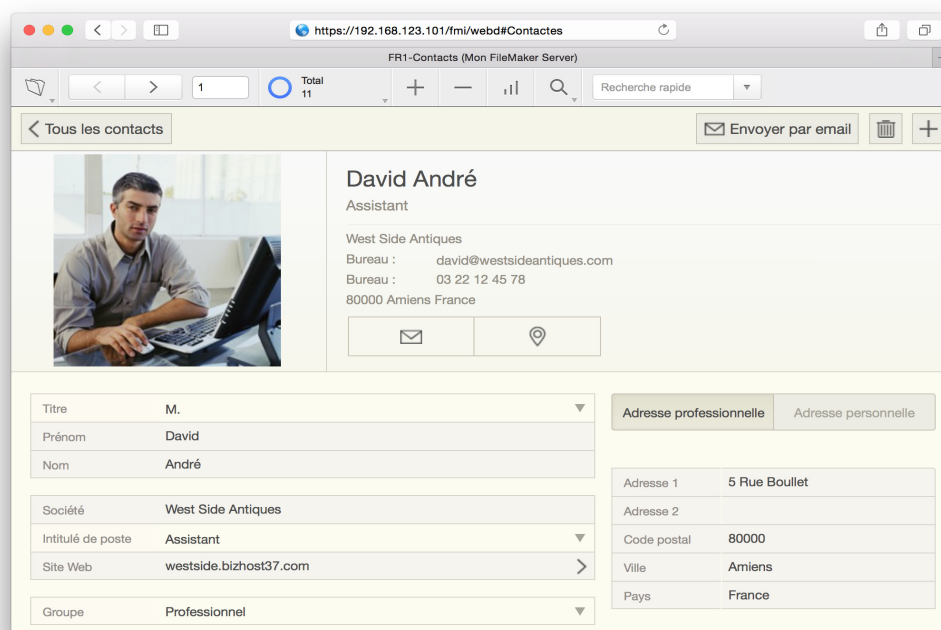 https://192.168.123.101/fmi/webd#Contactes
FR1-Contacts (Mon FileMaker Server)
1
Total
11
Recherche rapide
Tous les contacts
Envoyer par email
David André
Assistant
West Side Antiques
Bureau : david@westsideantiques.com
Bureau : 03 22 12 45 78
80000 Amiens France
Titre M.
Prénom David
Nom André
Société West Side Antiques
Intitulé de poste Assistant
Site Web westside.bizhost37.com
Groupe Professionnel
Adresse professionnelle Adresse personnelle
Adresse 1 5 Rue Boullet
Adresse 2
Code postal 80000
Ville Amiens
Pays France